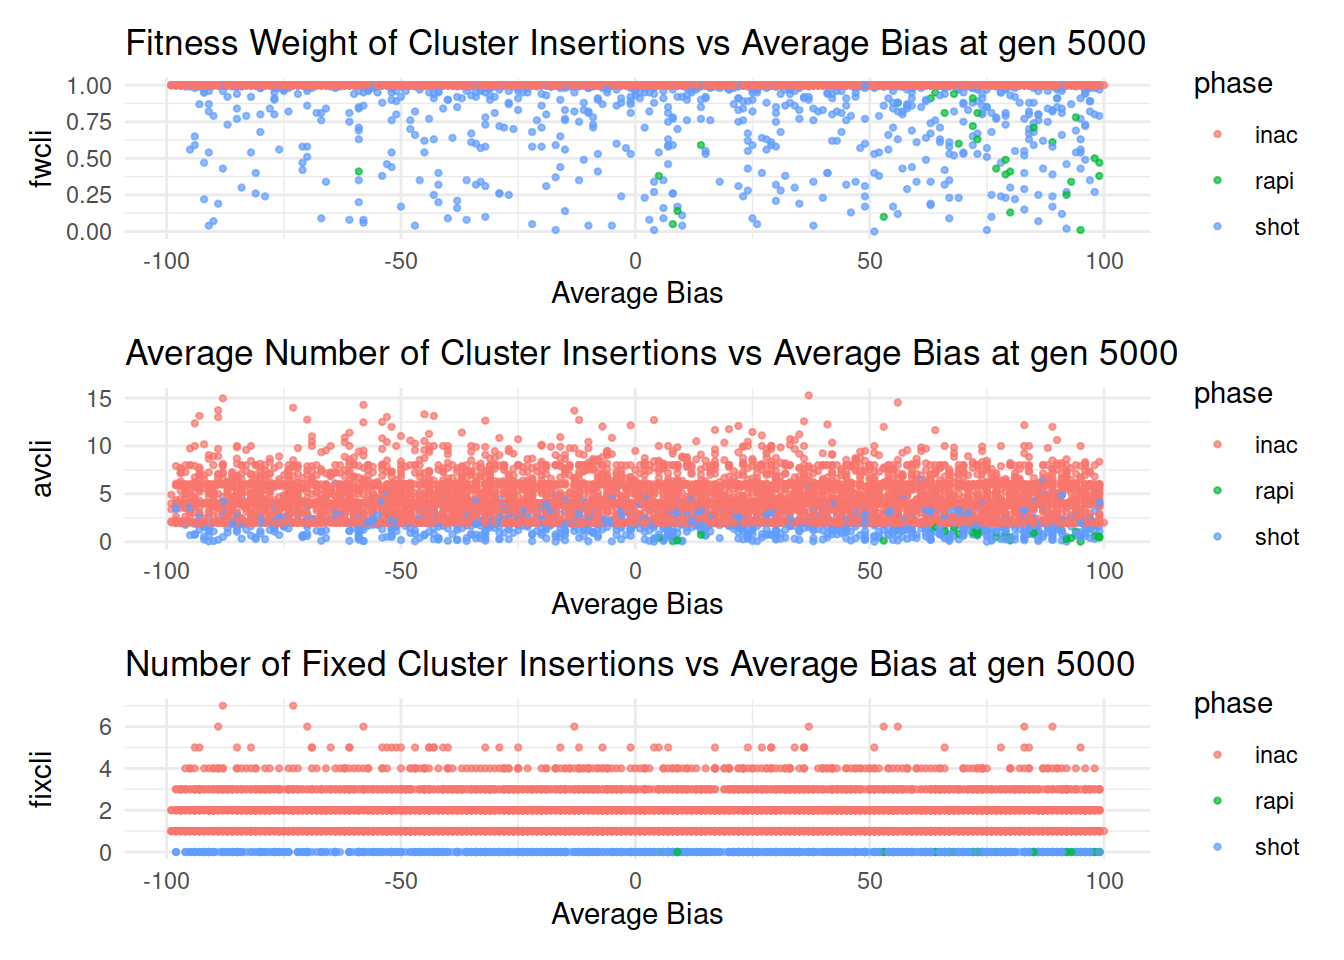 Fitness Weight of Cluster Insertions vs Average Bias at gen 5000
fwcli
1.00
0.75
0.50
0.25
0.00
-100 -50 0 50 100
Average Bias
phase
inac
rapi
shot
Average Number of Cluster Insertions vs Average Bias at gen 5000
avcli
15
10
5
0
-100 -50 0 50 100
Average Bias
phase
inac
rapi
shot
Number of Fixed Cluster Insertions vs Average Bias at gen 5000
fixcli
6
4
2
0
-100 -50 0 50 100
Average Bias
phase
inac
rapi
shot